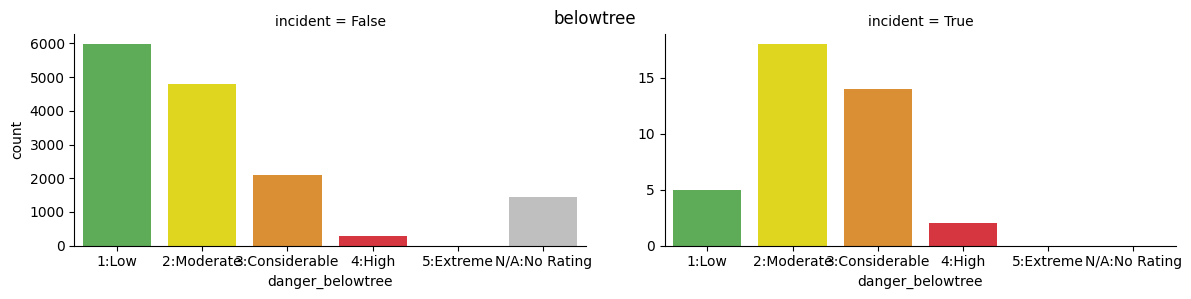 belowtree
incident = False
incident = True
count
6000
5000
4000
3000
2000
1000
0
1:Low 2:Moderate 3:Considerable 4:High 5:Extreme N/A:No Rating
danger_belowtree
15
10
5
0
1:Low 2:Moderate 3:Considerable 4:High 5:Extreme N/A:No Rating
danger_belowtree